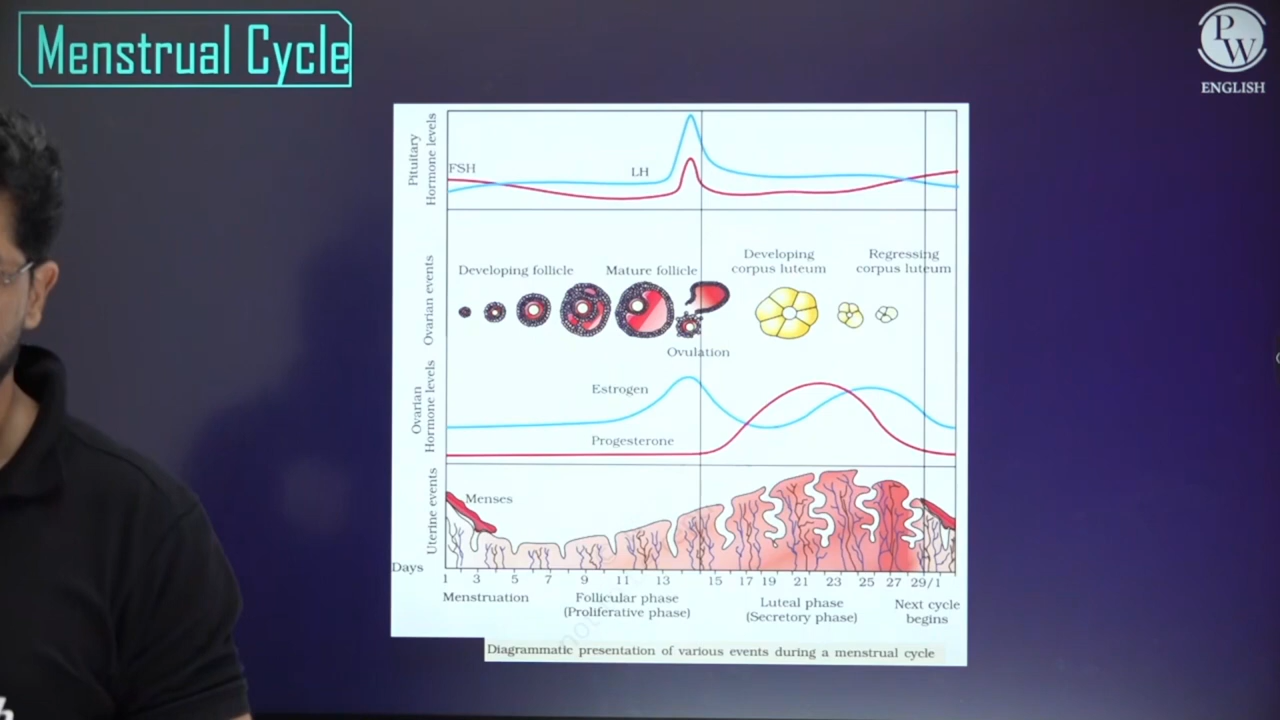 Menstrual Cycle
PW
ENGLISH
Pituitary
Hormone levels
FSH
LH
Ovarian events
Developing follicle
Mature follicle
Developing
corpus luteum
Regressing
corpus luteum
Ovulation
Ovarian
Hormone levels
Estrogen
Progesterone
Uterine events
Menses
Days
1 3 5 7 9 11 13 15 17 19 21 23 25 27 29/1
Menstruation
Follicular phase
(Proliferative phase)
Luteal phase
(Secretory phase)
Next cycle
begins
Diagrammatic presentation of various events during a menstrual cycle